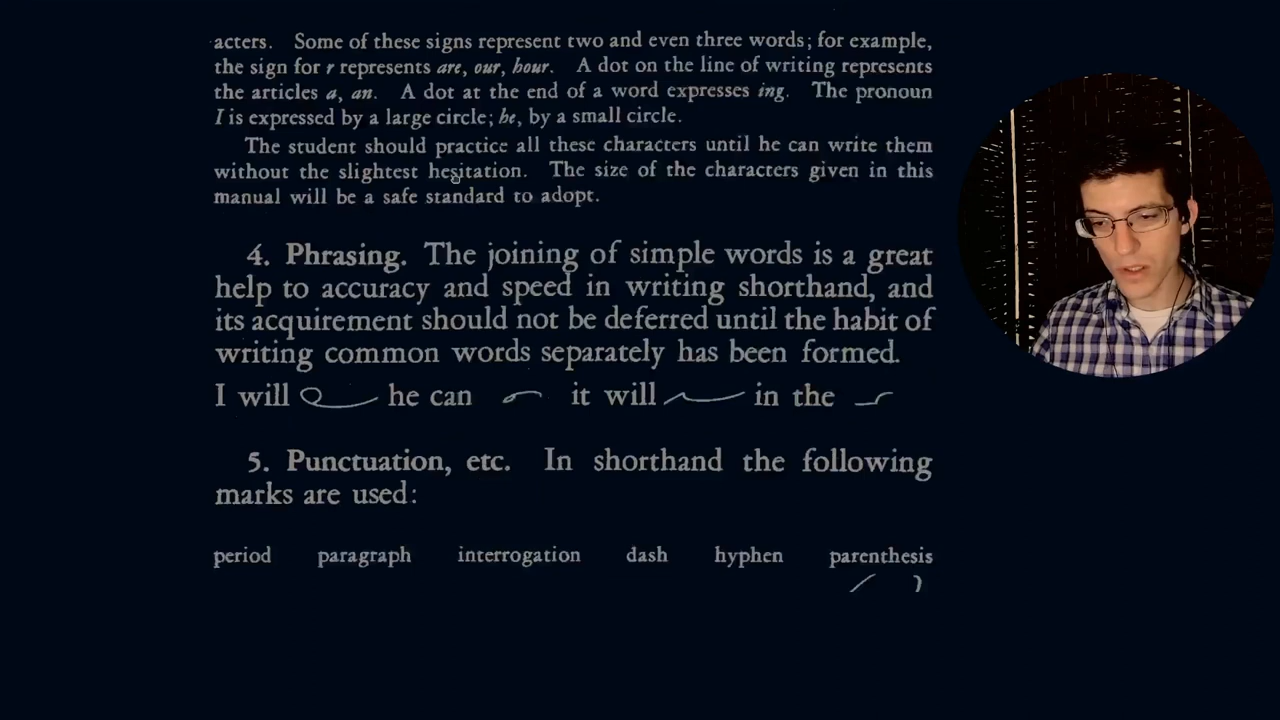 acters. Some of these signs represent two and even three words; for example,
the sign for r represents are, our, hour. A dot on the line of writing represents
the articles a, an. A dot at the end of a word expresses ing. The pronoun
I is expressed by a large circle; he, by a small circle.
The student should practice all these characters until he can write them
without the slightest hesitation. The size of the characters given in this
manual will be a safe standard to adopt.
4. Phrasing. The joining of simple words is a great
help to accuracy and speed in writing shorthand, and
its acquirement should not be deferred until the habit of
writing common words separately has been formed.
I will he can it will in the
5. Punctuation, etc. In shorthand the following
marks are used:
period paragraph interrogation dash hyphen parenthesis